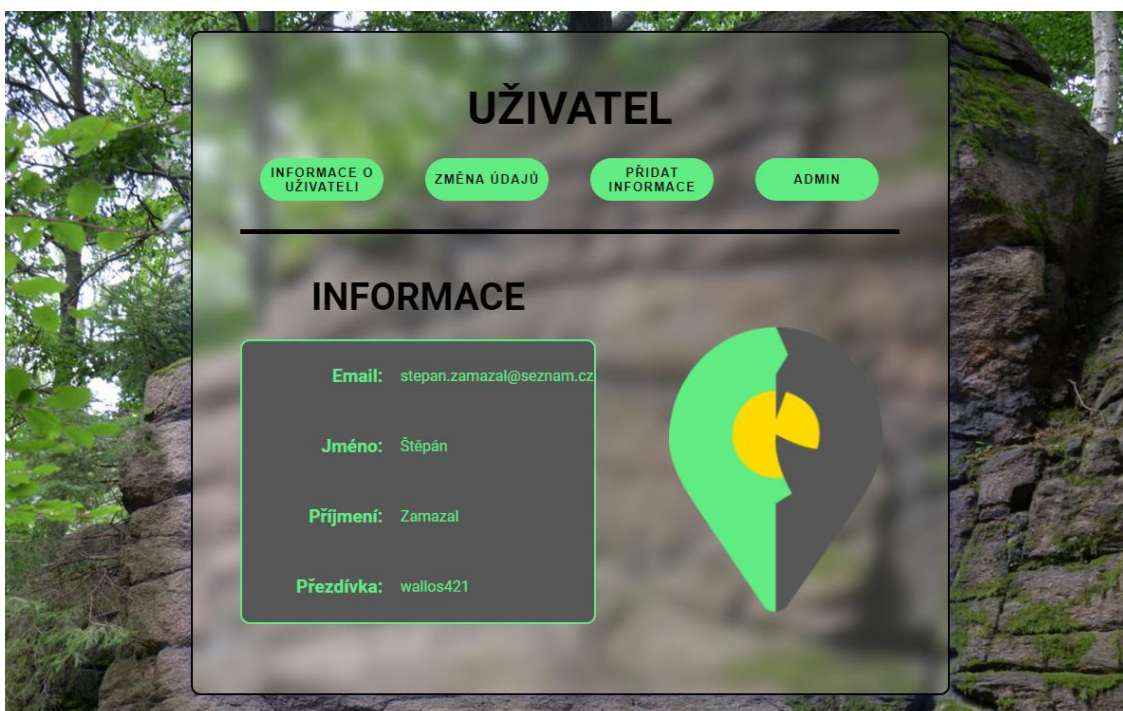 UŽIVATEL
INFORMACE O
UŽIVATELI
ZMĚNA ÚDAJŮ
PŘIDAT
INFORMACE
ADMIN
INFORMACE
Email: stepan.zamazal@seznam.cz
Jméno: Štěpán
Příjmení: Zamazal
Přezdívka: wallos421